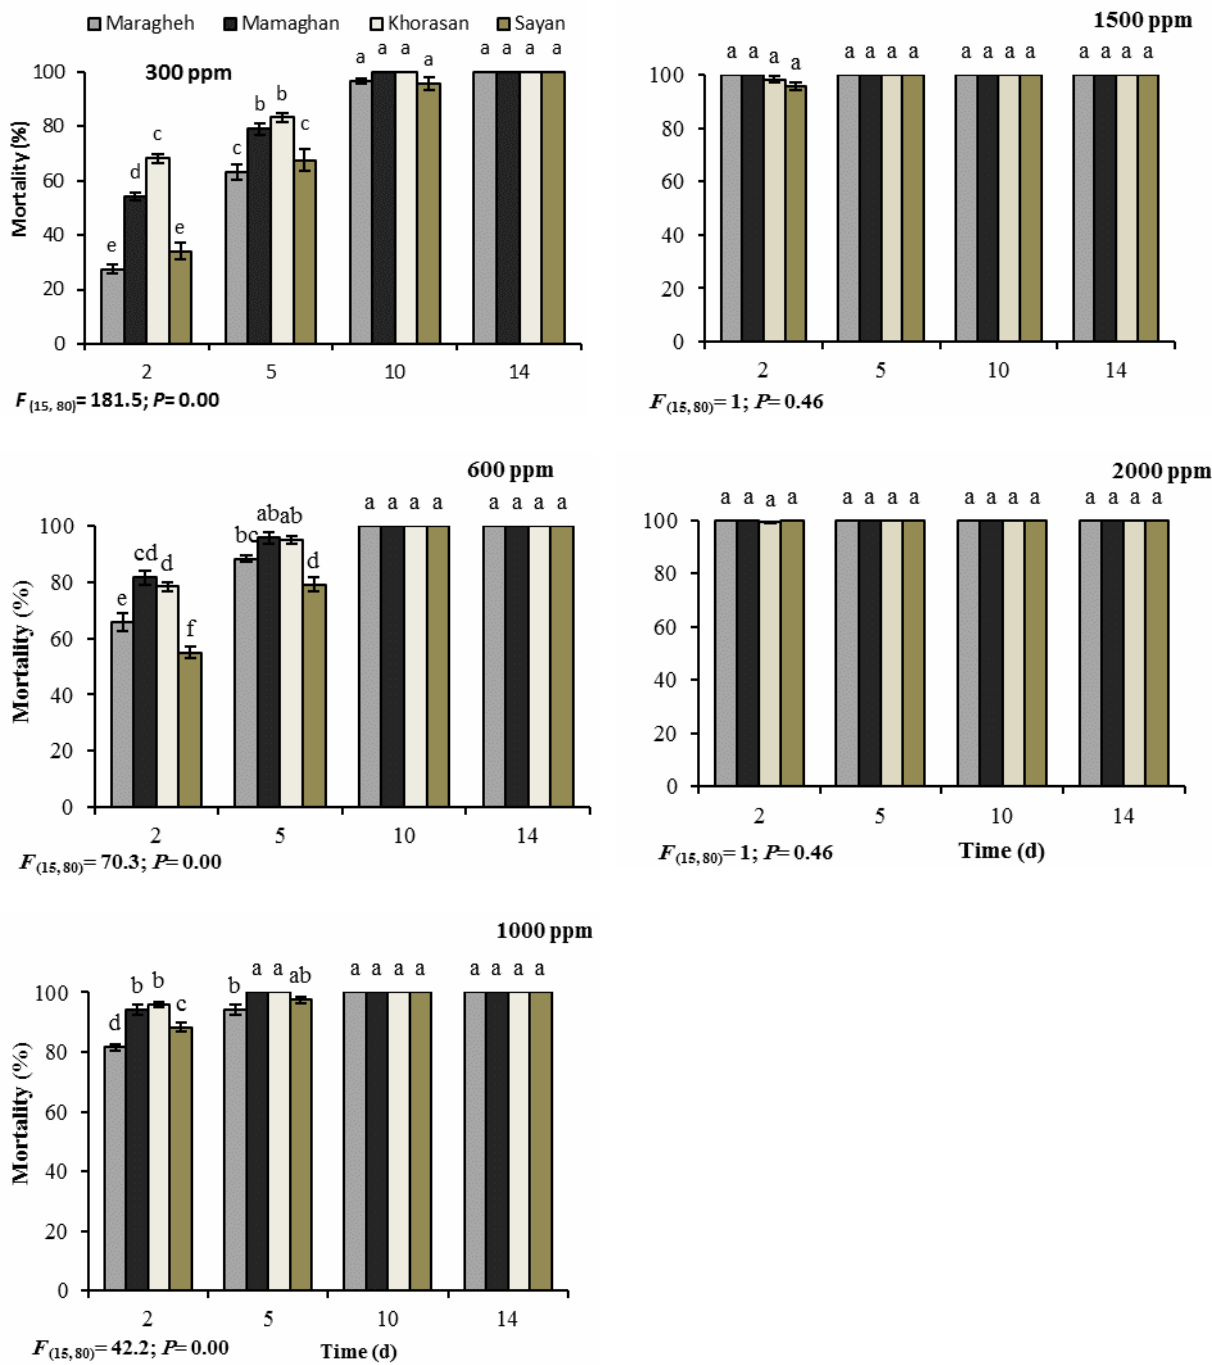 Maragheh Mamaghan Khorasan Sayan
300 ppm
Mortality (%)
100
80
60
40
20
0
e d c e
c b b c
a a a a
a a a a
2 5 10 14
F (15, 80)= 181.5; P= 0.00
1500 ppm
100
80
60
40
20
0
a a a a
a a a a
a a a a
a a a a
2 5 10 14
F (15, 80)= 1; P= 0.46
600 ppm
Mortality (%)
100
80
60
40
20
0
e cd d f
bc ab ab d
a a a a
a a a a
2 5 10 14
F (15, 80)= 70.3; P= 0.00
2000 ppm
100
80
60
40
20
0
a a a a
a a a a
a a a a
a a a a
2 5 10 14
F (15, 80)= 1; P= 0.46
Time (d)
1000 ppm
Mortality (%)
100
80
60
40
20
0
d b b c
b a a ab
a a a a
a a a a
2 5 10 14
F (15, 80)= 42.2; P= 0.00
Time (d)